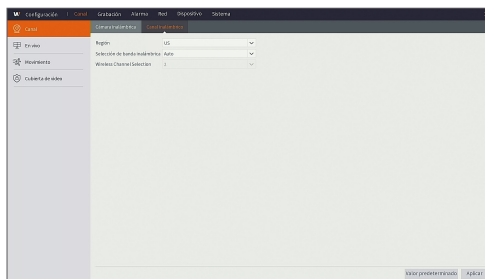 W Configuración Canal Grabación Alarma Red Dispositivo Sistema
Canal
Cámara inalámbrica Canal inalámbrico
En vivo
Movimiento
Cubierta de video
Región US
Selección de banda inalámbrica Auto
Wireless Channel Selection 1
Valor predeterminado Aplicar